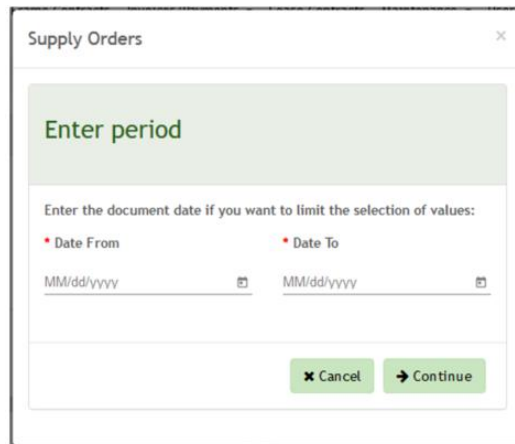 Supply Orders ×
Enter period
Enter the document date if you want to limit the selection of values:
* Date From * Date To
MM/dd/yyyy MM/dd/yyyy
✖ Cancel ➔ Continue